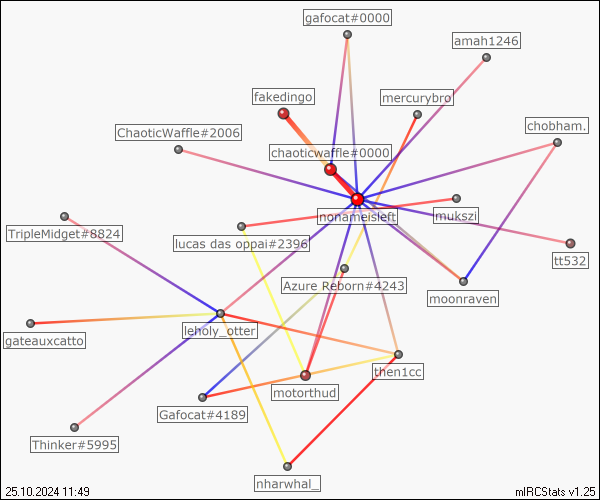 gafocat#0000
amah1246
fakedingo
mercurybro
chobham.
ChaoticWaffle#2006
chaoticwaffle#0000
nonameisleft
mukszi
TripleMidget#8824
lucas das oppai#2396
tt532
Azure Reborn#4243
moonraven
leholy_otter
gateauxcatto
then1cc
motorthud
Gafocat#4189
Thinker#5995
nharwhal_
25.10.2024 11:49
mIRCStats v1.25